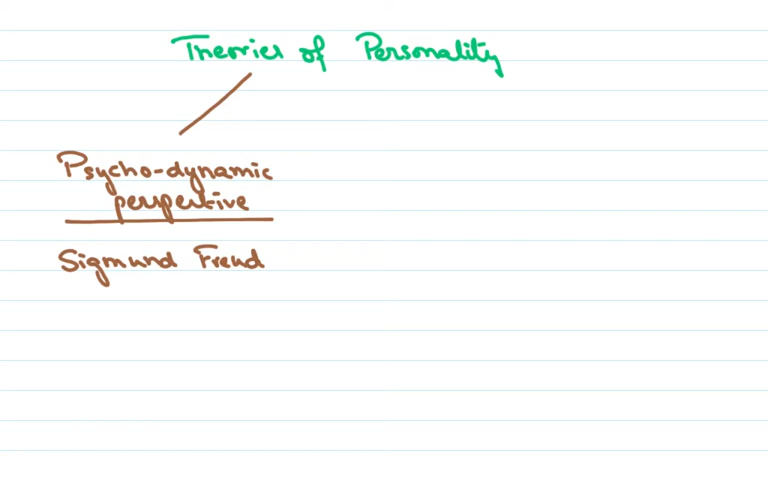 Theories of Personality
Psycho-dynamic
perspective
Sigmund Freud